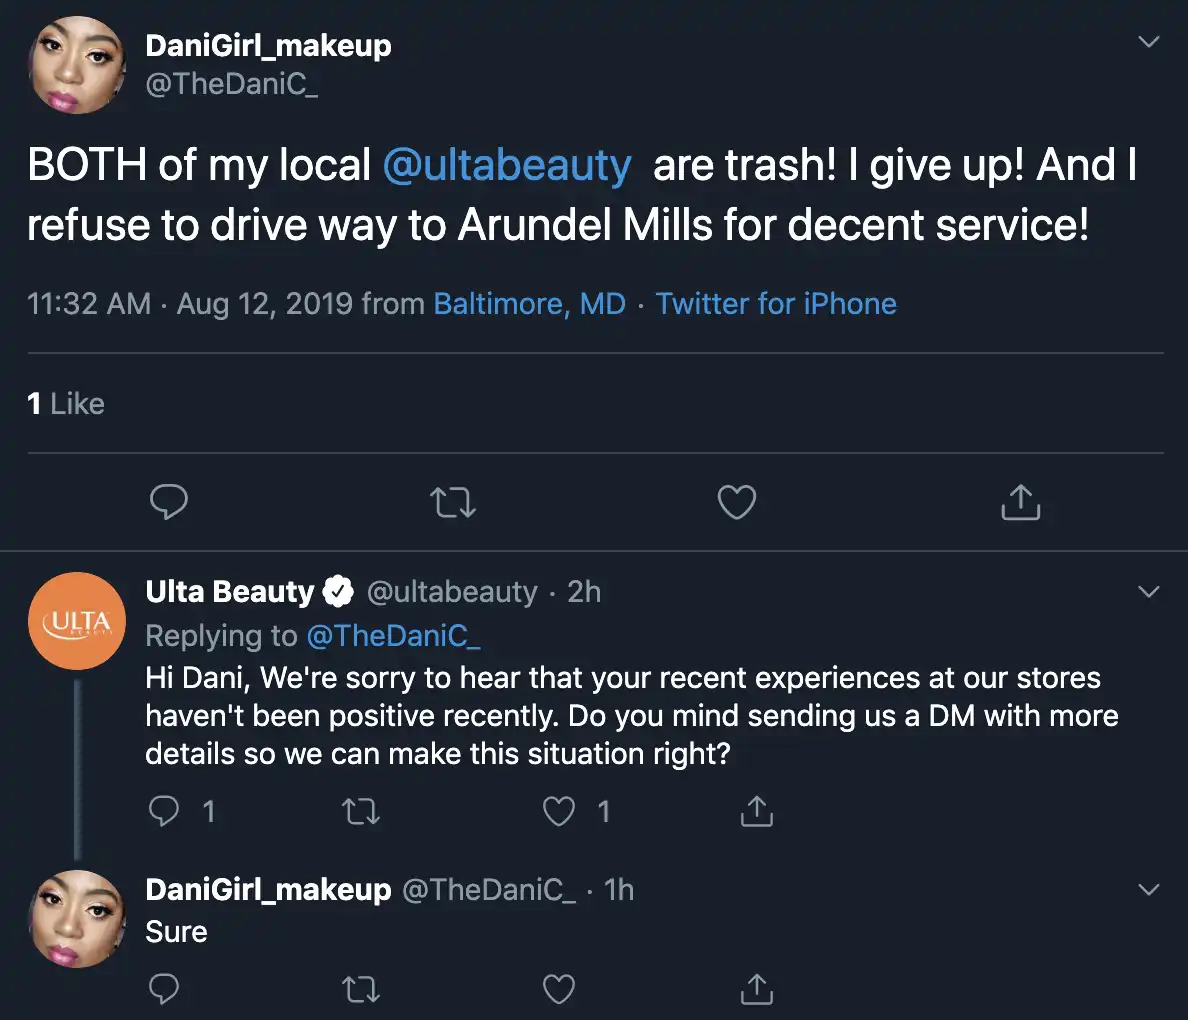 DaniGirl_makeup
@TheDaniC_
BOTH of my local @ultabeauty are trash! I give up! And I
refuse to drive way to Arundel Mills for decent service!
11:32 AM · Aug 12, 2019 from Baltimore, MD · Twitter for iPhone
1 Like
ULTA
BEAUTY
Ulta Beauty @ultabeauty · 2h
Replying to @TheDaniC_
Hi Dani, We're sorry to hear that your recent experiences at our stores
haven't been positive recently. Do you mind sending us a DM with more
details so we can make this situation right?
1 1
DaniGirl_makeup @TheDaniC_ · 1h
Sure